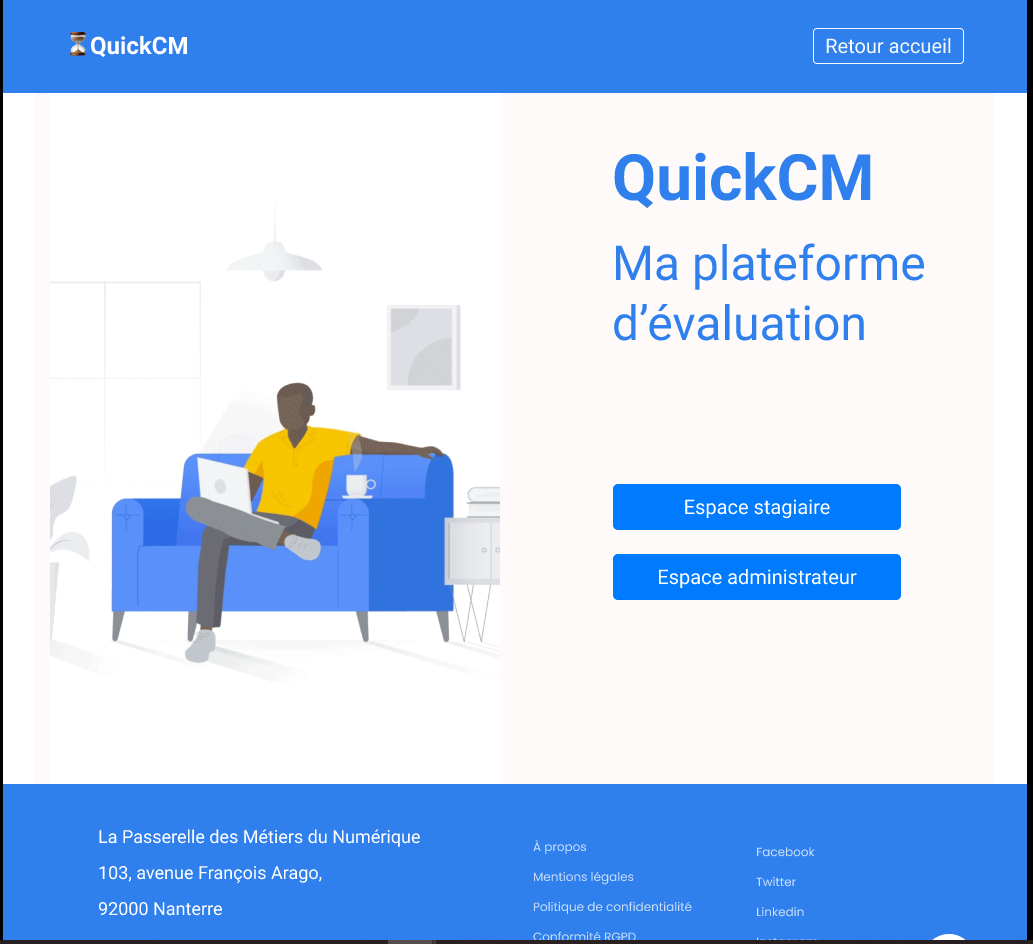 QuickCM
Retour accueil
QuickCM
Ma plateforme
d’évaluation
Espace stagiaire
Espace administrateur
La Passerelle des Métiers du Numérique
103, avenue François Arago,
92000 Nanterre
À propos
Mentions légales
Politique de confidentialité
Conformité RGPD
Facebook
Twitter
Linkedin